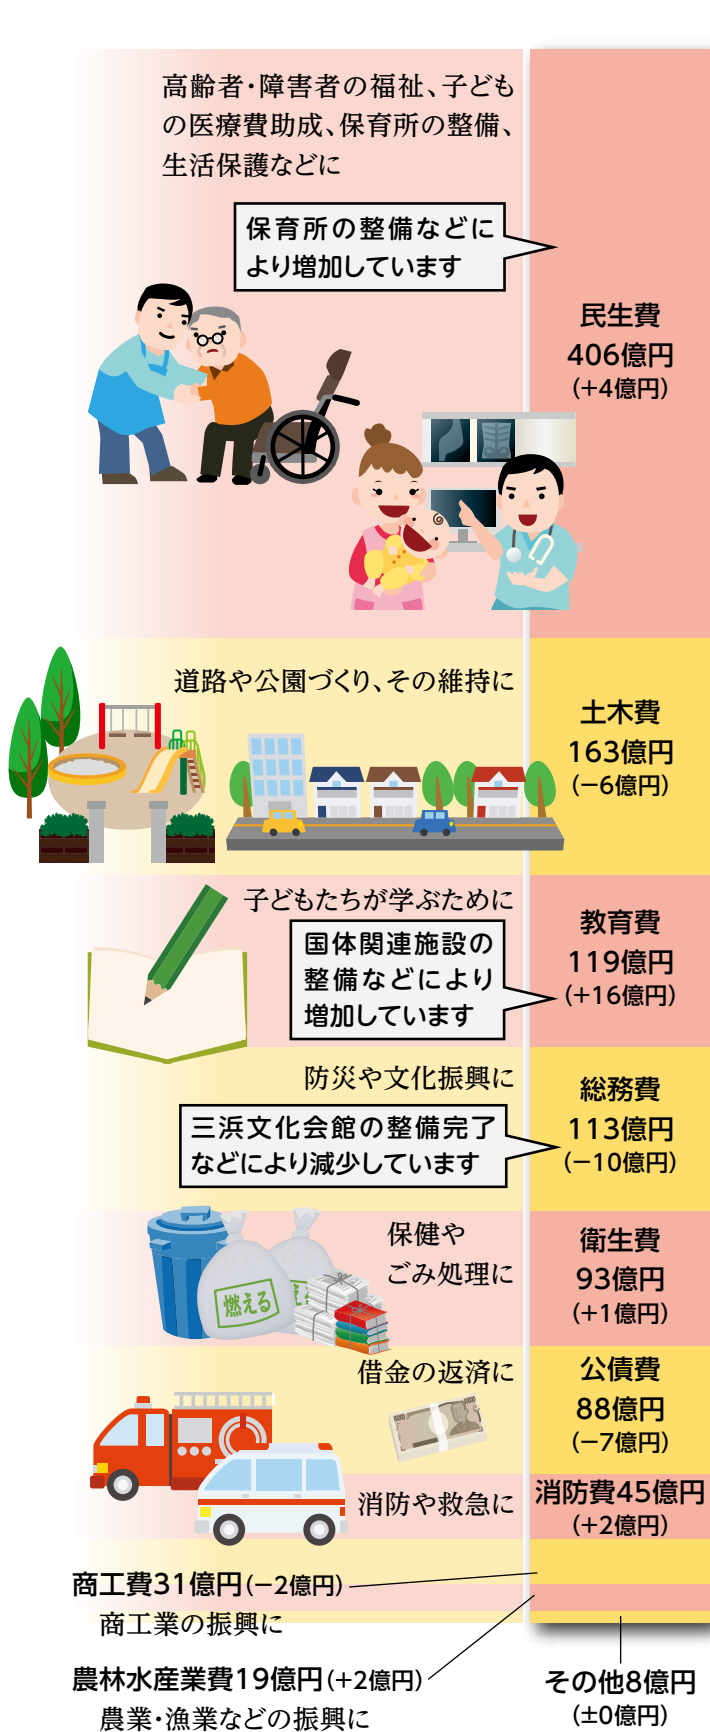 高齢者・障害者の福祉、子ども
の医療費助成、保育所の整備、
生活保護などに
保育所の整備などに
より増加しています
民生費
406億円
(+4億円)
道路や公園づくり、その維持に
土木費
163億円
(−6億円)
子どもたちが学ぶために
国体関連施設の
整備などにより
増加しています
教育費
119億円
(+16億円)
防災や文化振興に
三浜文化会館の整備完了
などにより減少しています
総務費
113億円
(−10億円)
保健や
ごみ処理に
燃える
える
衛生費
93億円
(+1億円)
借金の返済に
公債費
88億円
(−7億円)
消防や救急に
消防費45億円
(+2億円)
商工費31億円(−2億円)
商工業の振興に
農林水産業費19億円(+2億円)
農業・漁業などの振興に
その他8億円
(±0億円)